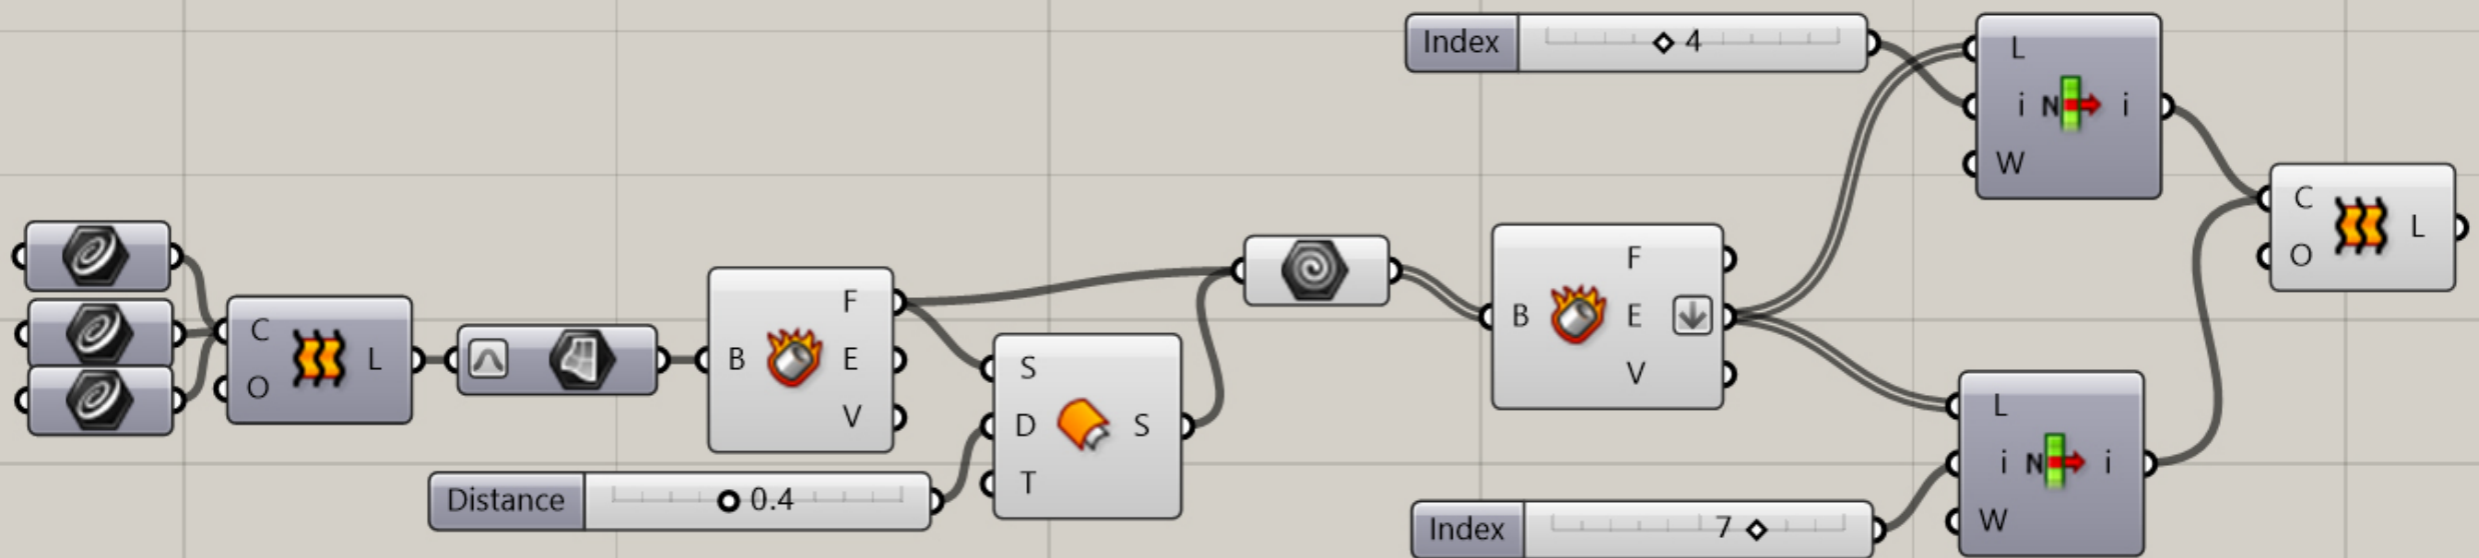 Index 4
L
i N i
W
C
O L
C
O L
B F
E
V
S
D S
T
Distance 0.4
B F
E
V
L
i N i
W
Index 7